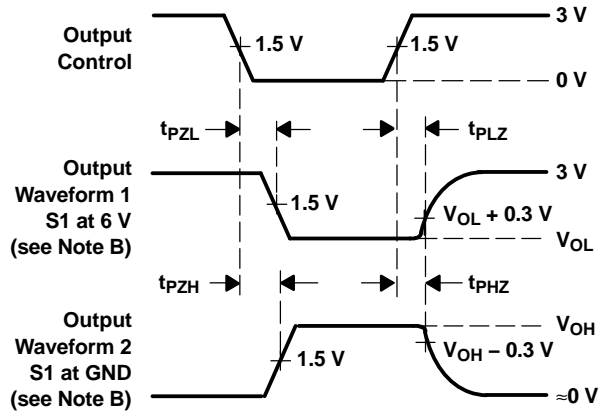 Output
Control
1.5 V
1.5 V
3 V
0 V
tPZL
tPLZ
Output
Waveform 1
S1 at 6 V
(see Note B)
1.5 V
3 V
VOL + 0.3 V
VOL
tPZH
tPHZ
Output
Waveform 2
S1 at GND
(see Note B)
1.5 V
VOH
VOH − 0.3 V
≈0 V